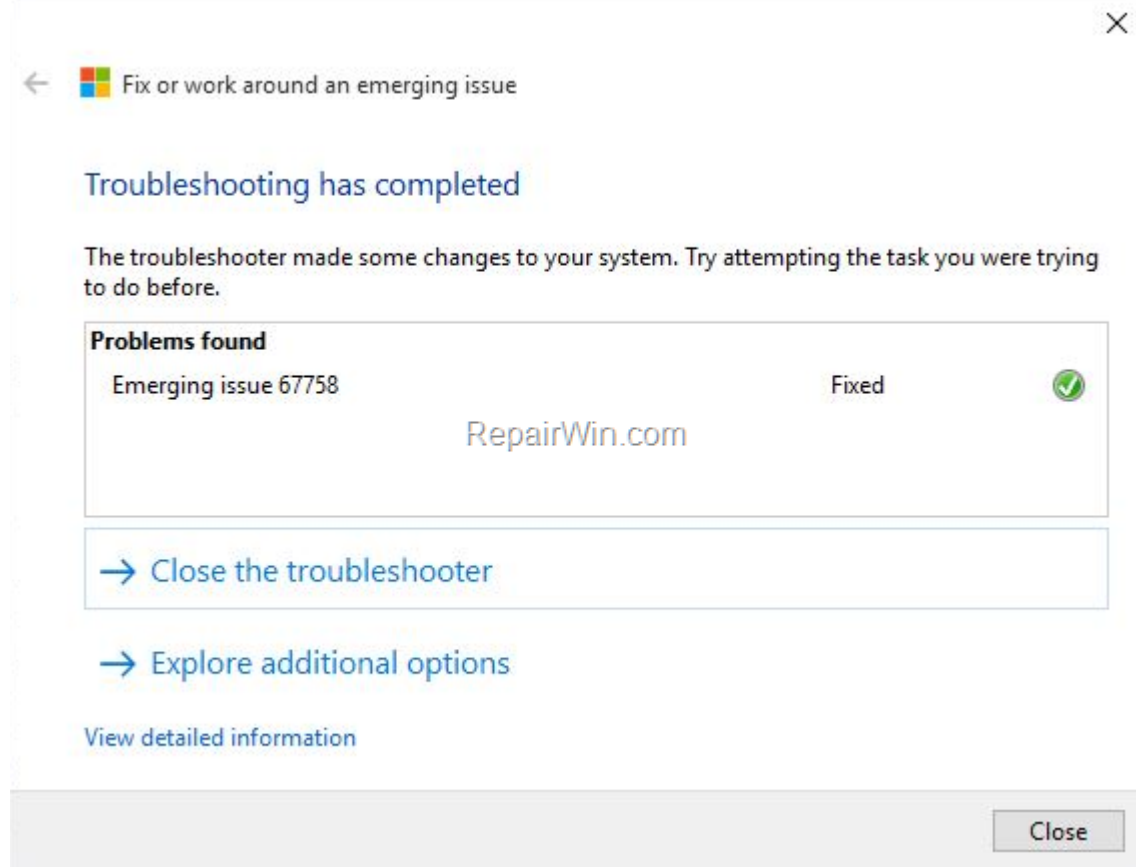 Fix or work around an emerging issue
Troubleshooting has completed
The troubleshooter made some changes to your system. Try attempting the task you were trying
to do before.
Problems found
Emerging issue 67758 Fixed
RepairWin.com
Close the troubleshooter
Explore additional options
View detailed information
Close